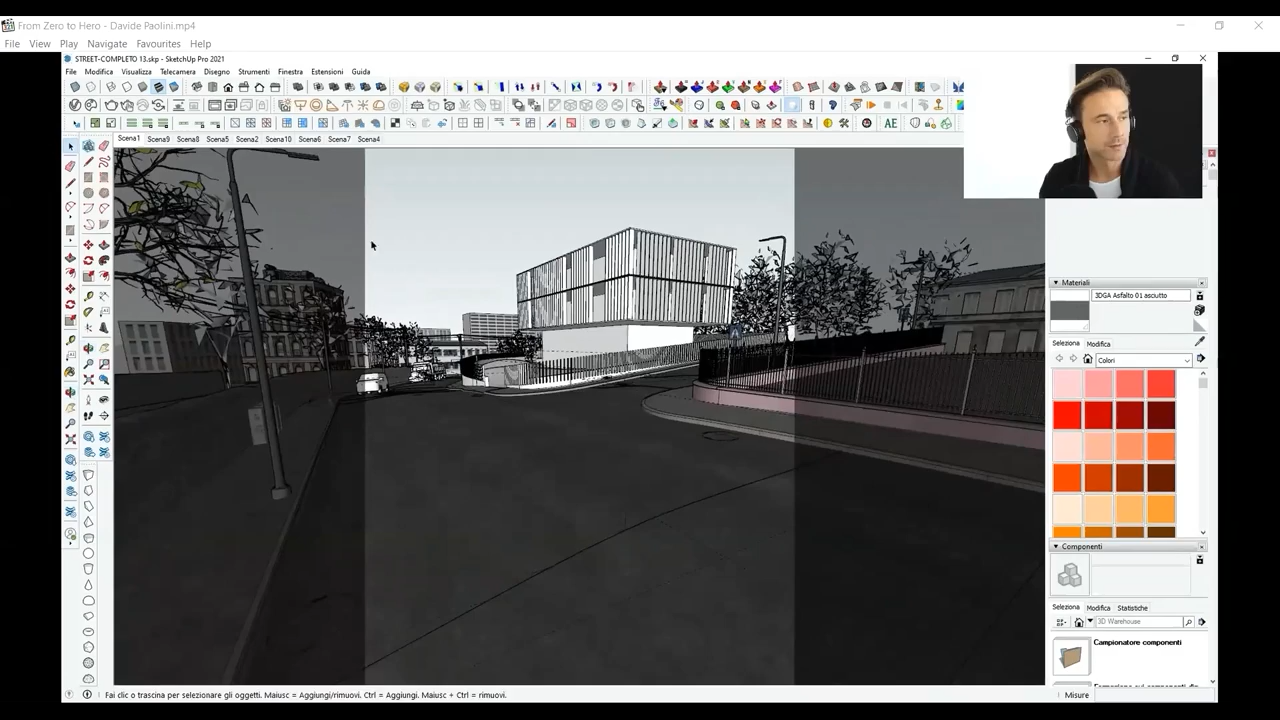 From Zero to Hero - Davide Paolini.mp4
File View Play Navigate Favourites Help
STREET-COMPLETO 13.skp - SketchUp Pro 2021
File Modifica Visualizza Telecamera Disegno Strumenti Finestra Estensioni Guida
AE
Scena1 Scena9 Scena8 Scena5 Scena2 Scena10 Scena6 Scena7 Scena4
Materiali
3DGA Asfalto 01 asciutto
Seleziona Modifica
Colori
Componenti
Seleziona Modifica Statistiche
3D Warehouse
Campionatore componenti
Fai clic o trascina per selezionare gli oggetti. Maiusc = Aggiungi/rimuovi. Ctrl = Aggiungi. Maiusc + Ctrl = rimuovi.
Misure